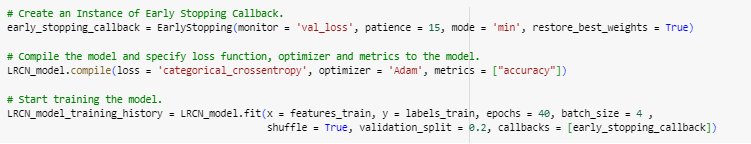 # Create an Instance of Early Stopping Callback.
early_stopping_callback = EarlyStopping(monitor = 'val_loss', patience = 15, mode = 'min', restore_best_weights = True)
# Compile the model and specify loss function, optimizer and metrics to the model.
LRCN_model.compile(loss = 'categorical_crossentropy', optimizer = 'Adam', metrics = ["accuracy"])
# Start training the model.
LRCN_model_training_history = LRCN_model.fit(x = features_train, y = labels_train, epochs = 40, batch_size = 4 ,
shuffle = True, validation_split = 0.2, callbacks = [early_stopping_callback])